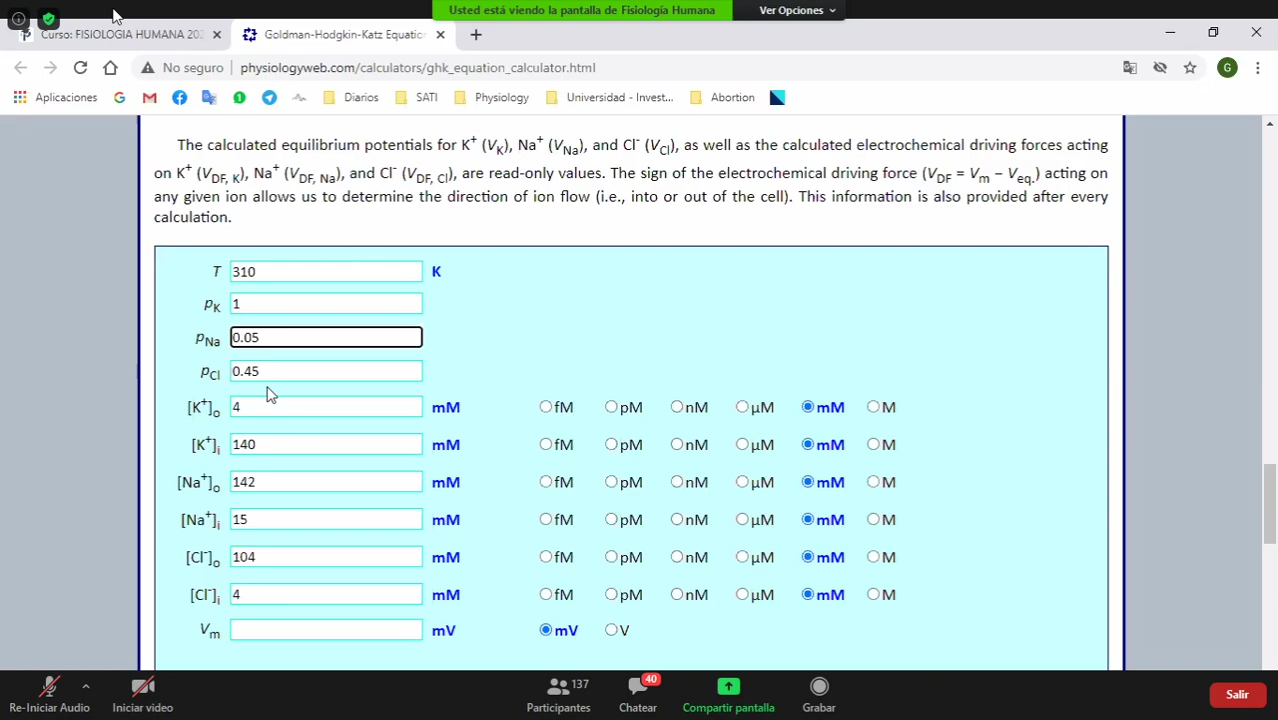 Usted está viendo la pantalla de Fisiología Humana
Ver Opciones
Curso: FISIOLOGIA HUMANA 202
Goldman-Hodgkin-Katz Equatio
No seguro
physiologyweb.com/calculators/ghk_equation_calculator.html
G
Aplicaciones
Diarios
SATI
Physiology
Universidad - Invest...
Abortion
The calculated equilibrium potentials for K+ (VK), Na+ (VNa), and Cl- (VCl), as well as the calculated electrochemical driving forces acting
on K+ (VDF, K), Na+ (VDF, Na), and Cl- (VDF, Cl), are read-only values. The sign of the electrochemical driving force (VDF = Vm − Veq.) acting on
any given ion allows us to determine the direction of ion flow (i.e., into or out of the cell). This information is also provided after every
calculation.
T 310 K
pK 1
pNa 0.05
pCl 0.45
[K+]o 4 mM fM pM nM µM mM M
[K+]i 140 mM fM pM nM µM mM M
[Na+]o 142 mM fM pM nM µM mM M
[Na+]i 15 mM fM pM nM µM mM M
[Cl-]o 104 mM fM pM nM µM mM M
[Cl-]i 4 mM fM pM nM µM mM M
Vm mV mV V
137
40
Re-Iniciar Audio
Iniciar video
Participantes
Chatear
Compartir pantalla
Grabar
Salir